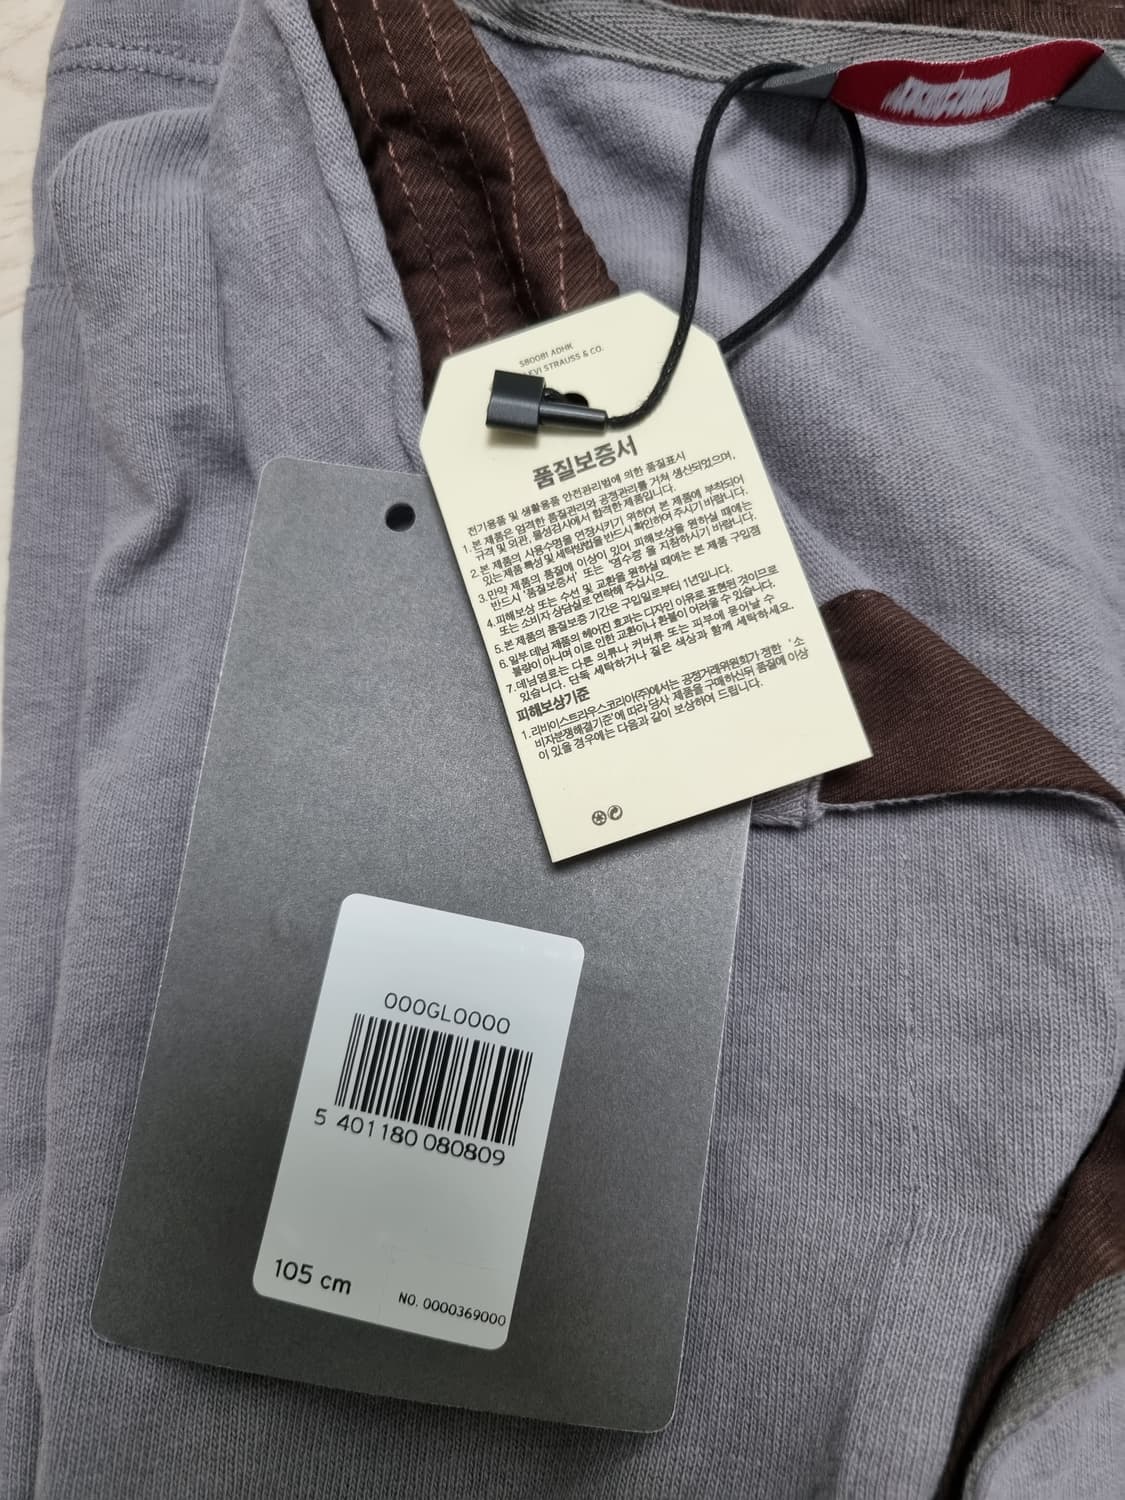 SB0081 ADHK
LEVI STRAUSS & CO.
품질보증서
전기용품 및 생활용품 안전관리법에 의한 품질표시
1. 본 제품은 엄격한 품질관리와 공정관리를 거쳐 생산되었으며,
규격 및 외관, 물성검사에서 합격한 제품입니다.
2. 본 제품의 사용수명을 연장시키기 위하여 본 제품에 부착되어
있는 제품 특성 및 세탁방법을 반드시 확인하여 주시기 바랍니다.
3. 만약 제품의 품질에 이상이 있어 피해보상을 원하실 때에는
반드시 '품질보증서' 또는 '영수증'을 지참하시기 바랍니다.
4. 피해보상 또는 수선 및 교환을 원하실 때에는 본 제품 구입점
또는 소비자 상담실로 연락해 주십시오.
5. 본 제품의 품질보증 기간은 구입일로부터 1년입니다.
6. 일부 데님 제품의 헤어진 효과는 디자인 이유로 표현된 것이므로
불량이 아니며 이로 인한 교환이나 환불이 어려울 수 있습니다.
7. 데님염료는 다른 의류나 커버류 또는 피부에 묻어날 수
있습니다. 단독 세탁하거나 짙은 색상과 함께 세탁하세요.
피해보상기준
1. 리바이스트라우스코리아(주)에서는 공정거래위원회가 정한 '소
비자분쟁해결기준'에 따라 당사 제품을 구매하신뒤 품질에 이상
이 있을 경우에는 다음과 같이 보상하여 드립니다.
000GL0000
5 401180 080809
105 cm
NO. 0000369000